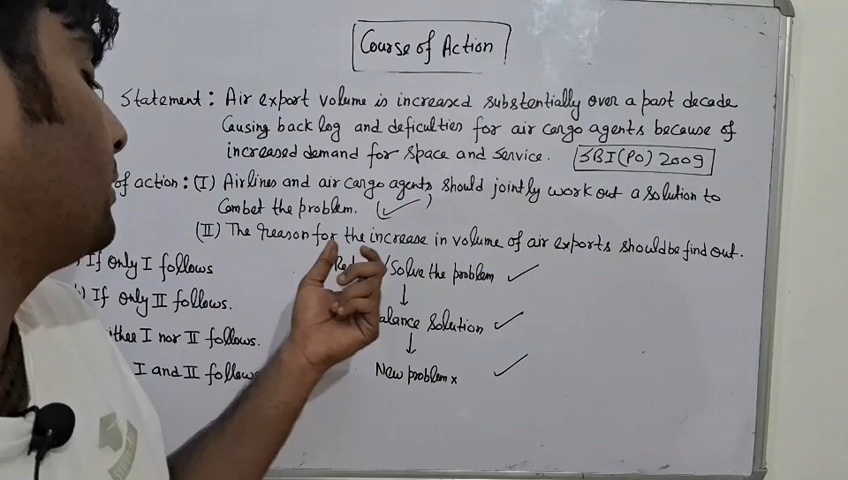 Course of Action
Statement: Air export volume is increased substantially over a past decade
Causing back log and deficulties for air cargo agents because of
increased demand for space and service. SBI(PO) 2009
of action: (I) Airlines and air cargo agents should jointly work out a solution to
Combet the problem. (✓)
(II) The reason for the increase in volume of air exports should be find out.
If only I follows
/Solve the problem ✓
↓
If only II follows.
alance Solution ✓
↓
I nor II follows.
New problem x ✓
I and II follow